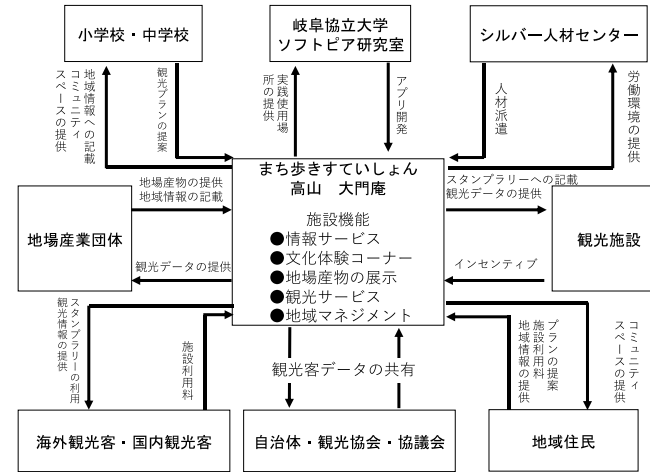 小学校・中学校
岐阜協立大学
ソフトピア研究室
シルバー人材センター
地域情報への記載
コミュニティ
スペースの提供
観光プランの提案
実践使用場
所の提供
アプリ開発
人材派遣
労働環境の提供
まち歩きすていしょん
高山　大門庵
施設機能
●情報サービス
●文化体験コーナー
●地場産物の展示
●観光サービス
●地域マネジメント
地場産物の提供
地域情報の記載
スタンプラリーへの記載
観光データの提供
地場産業団体
観光施設
観光データの提供
インセンティブ
スタンプラリーの利用
観光情報の提供
施設利用料
観光客データの共有
プランの提案
施設利用料
地域情報の提供
コミュニティ
スペースの提供
海外観光客・国内観光客
自治体・観光協会・協議会
地域住民